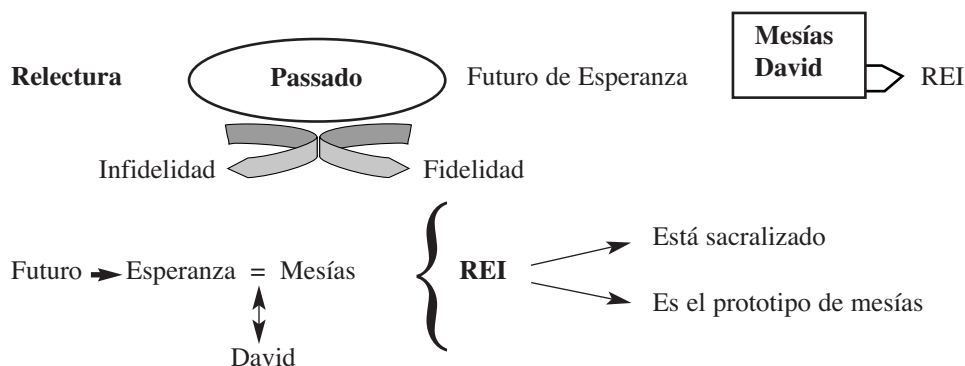 Mesías
David
Relectura Passado Futuro de Esperanza REI
Infidelidad Fidelidad
Está sacralizado
Futuro Esperanza = Mesías { REI
Es el prototipo de mesías
David